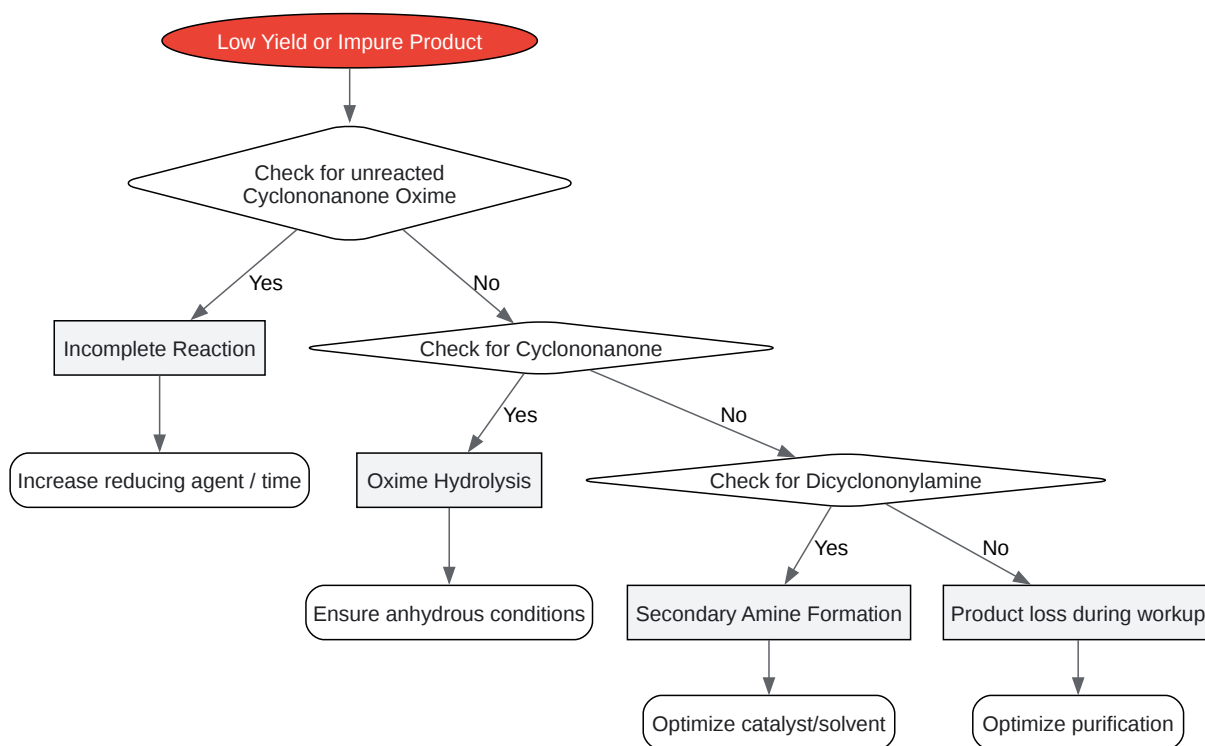 Low Yield or Impure Product
Check for unreacted
Cyclononanone Oxime
Yes
No
Incomplete Reaction
Check for Cyclononanone
Yes
No
Increase reducing agent / time
Oxime Hydrolysis
Check for Dicyclononylamine
Yes
No
Ensure anhydrous conditions
Secondary Amine Formation
Product loss during workup
Optimize catalyst/solvent
Optimize purification